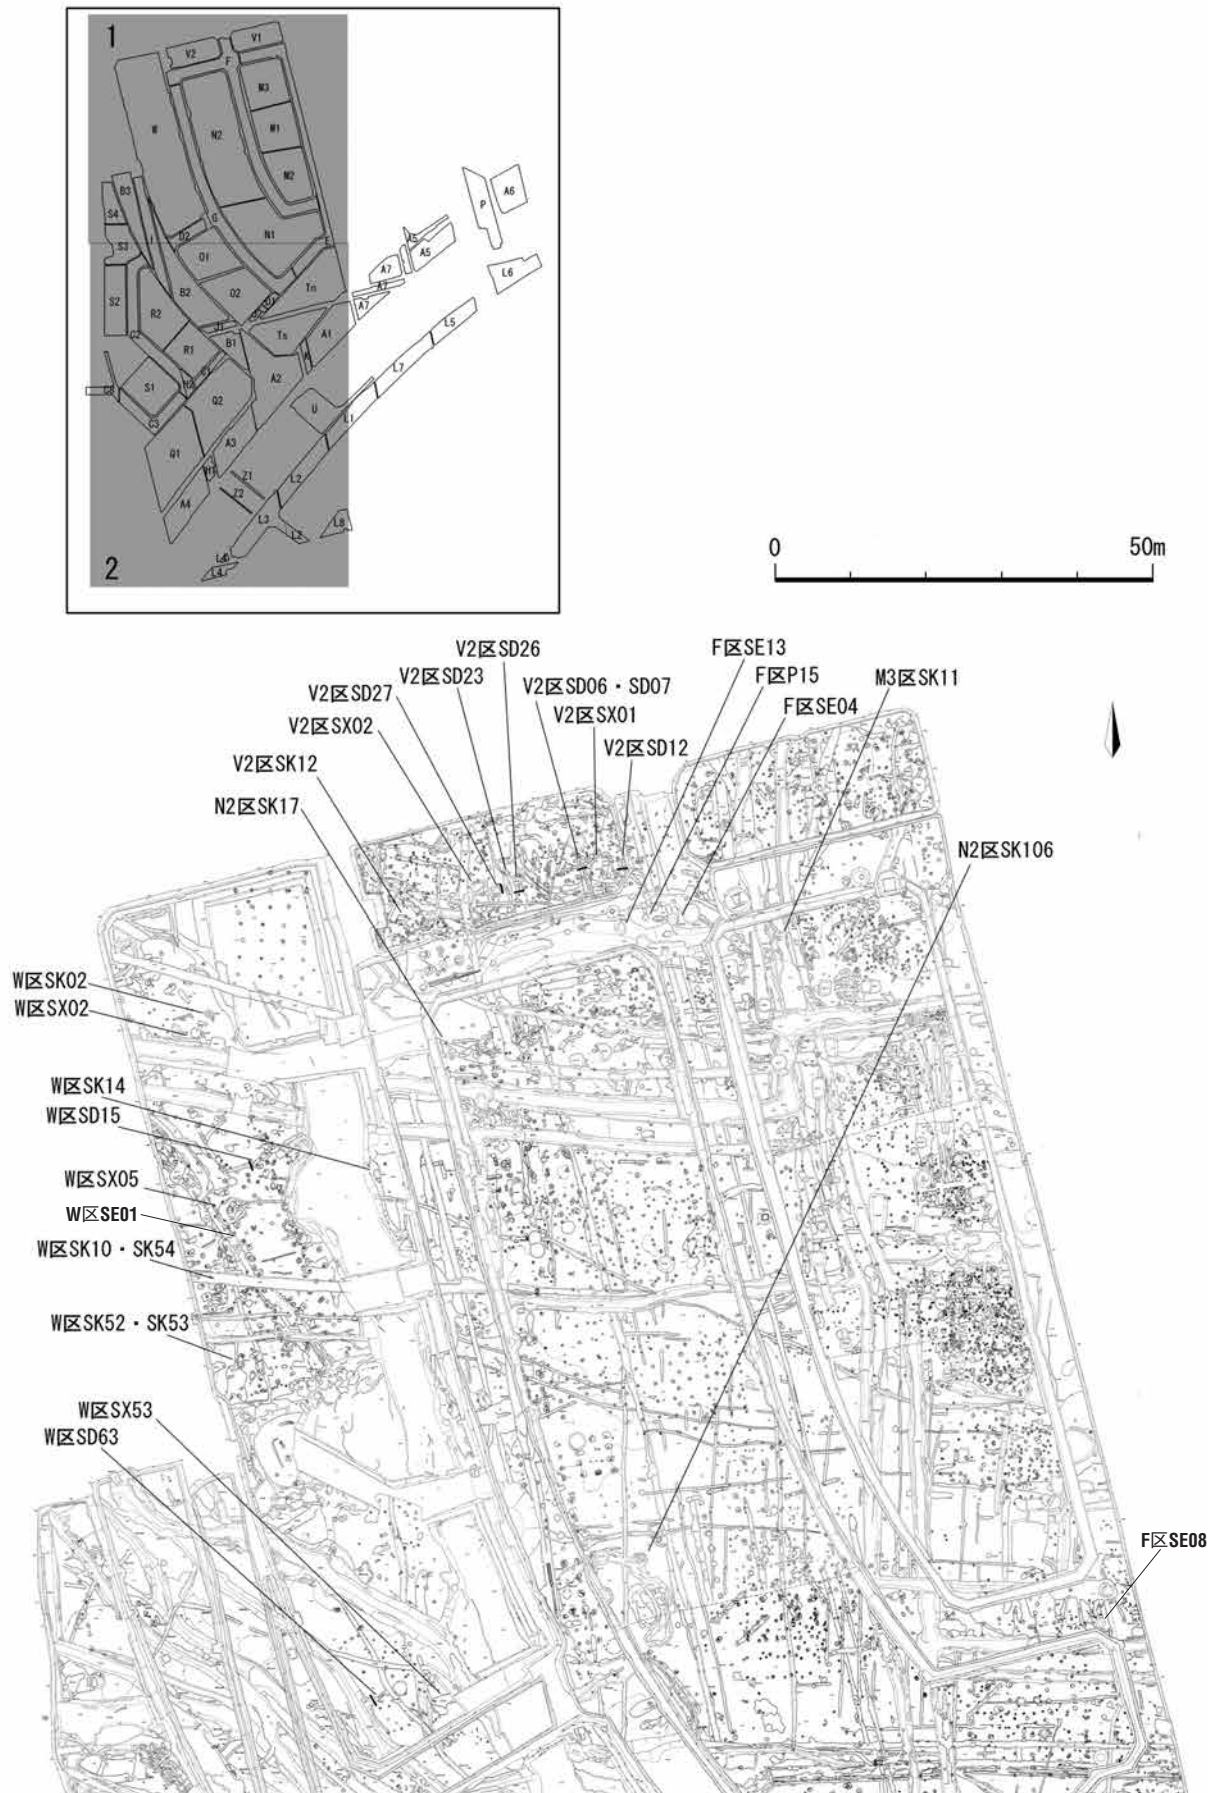 1
V2
V1
F
M3
W
N2
M1
M2
B3
S4
G
D2
N1
E
I
S3
O1
P
A6
A5
A5
A7
A7
A7
L6
Tn
O2
D1
B2
S2
R2
J1
Ts
A1
L5
B1
R1
A2
L7
S1
Q2
U
L1
C3
Q1
A3
H1
Z1
Z2
L2
A4
L3
L2
L8
L4
2
0
50m
V2区SD26
F区SE13
V2区SD23
V2区SD06・SD07
F区P15
M3区SK11
V2区SD27
V2区SX01
F区SE04
V2区SX02
V2区SD12
V2区SK12
N2区SK17
N2区SK106
W区SK02
W区SX02
W区SK14
W区SD15
W区SX05
W区SE01
W区SK10・SK54
W区SK52・SK53
W区SX53
W区SD63
F区SE08